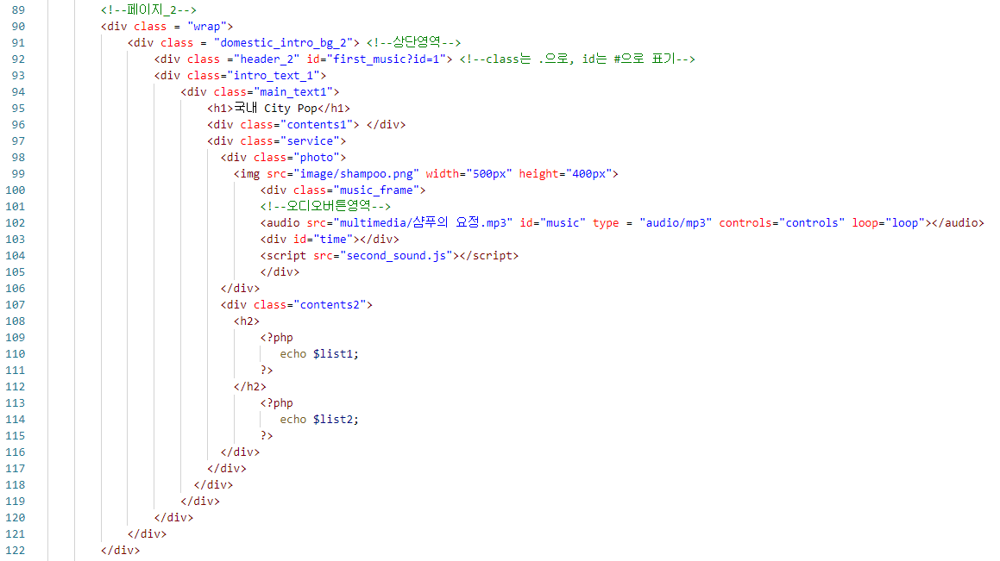 89 <!--페이지_2-->
90 <div class = "wrap">
91 <div class = "domestic_intro_bg_2"> <!--상단영역-->
92 <div class ="header_2" id="first_music?id=1"> <!--class는 .으로, id는 #으로 표기-->
93 <div class="intro_text_1">
94 <div class="main_text1">
95 <h1>국내 City Pop</h1>
96 <div class="contents1"> </div>
97 <div class="service">
98 <div class="photo">
99 <img src="image/shampoo.png" width="500px" height="400px">
100 <div class="music_frame">
101 <!--오디오버튼영역-->
102 <audio src="multimedia/샴푸의 요정.mp3" id="music" type = "audio/mp3" controls="controls" loop="loop"></audio>
103 <div id="time"></div>
104 <script src="second_sound.js"></script>
105 </div>
106 </div>
107 <div class="contents2">
108 <h2>
109 <?php
110 echo $list1;
111 ?>
112 </h2>
113 <?php
114 echo $list2;
115 ?>
116 </div>
117 </div>
118 </div>
119 </div>
120 </div>
121 </div>
122 </div>